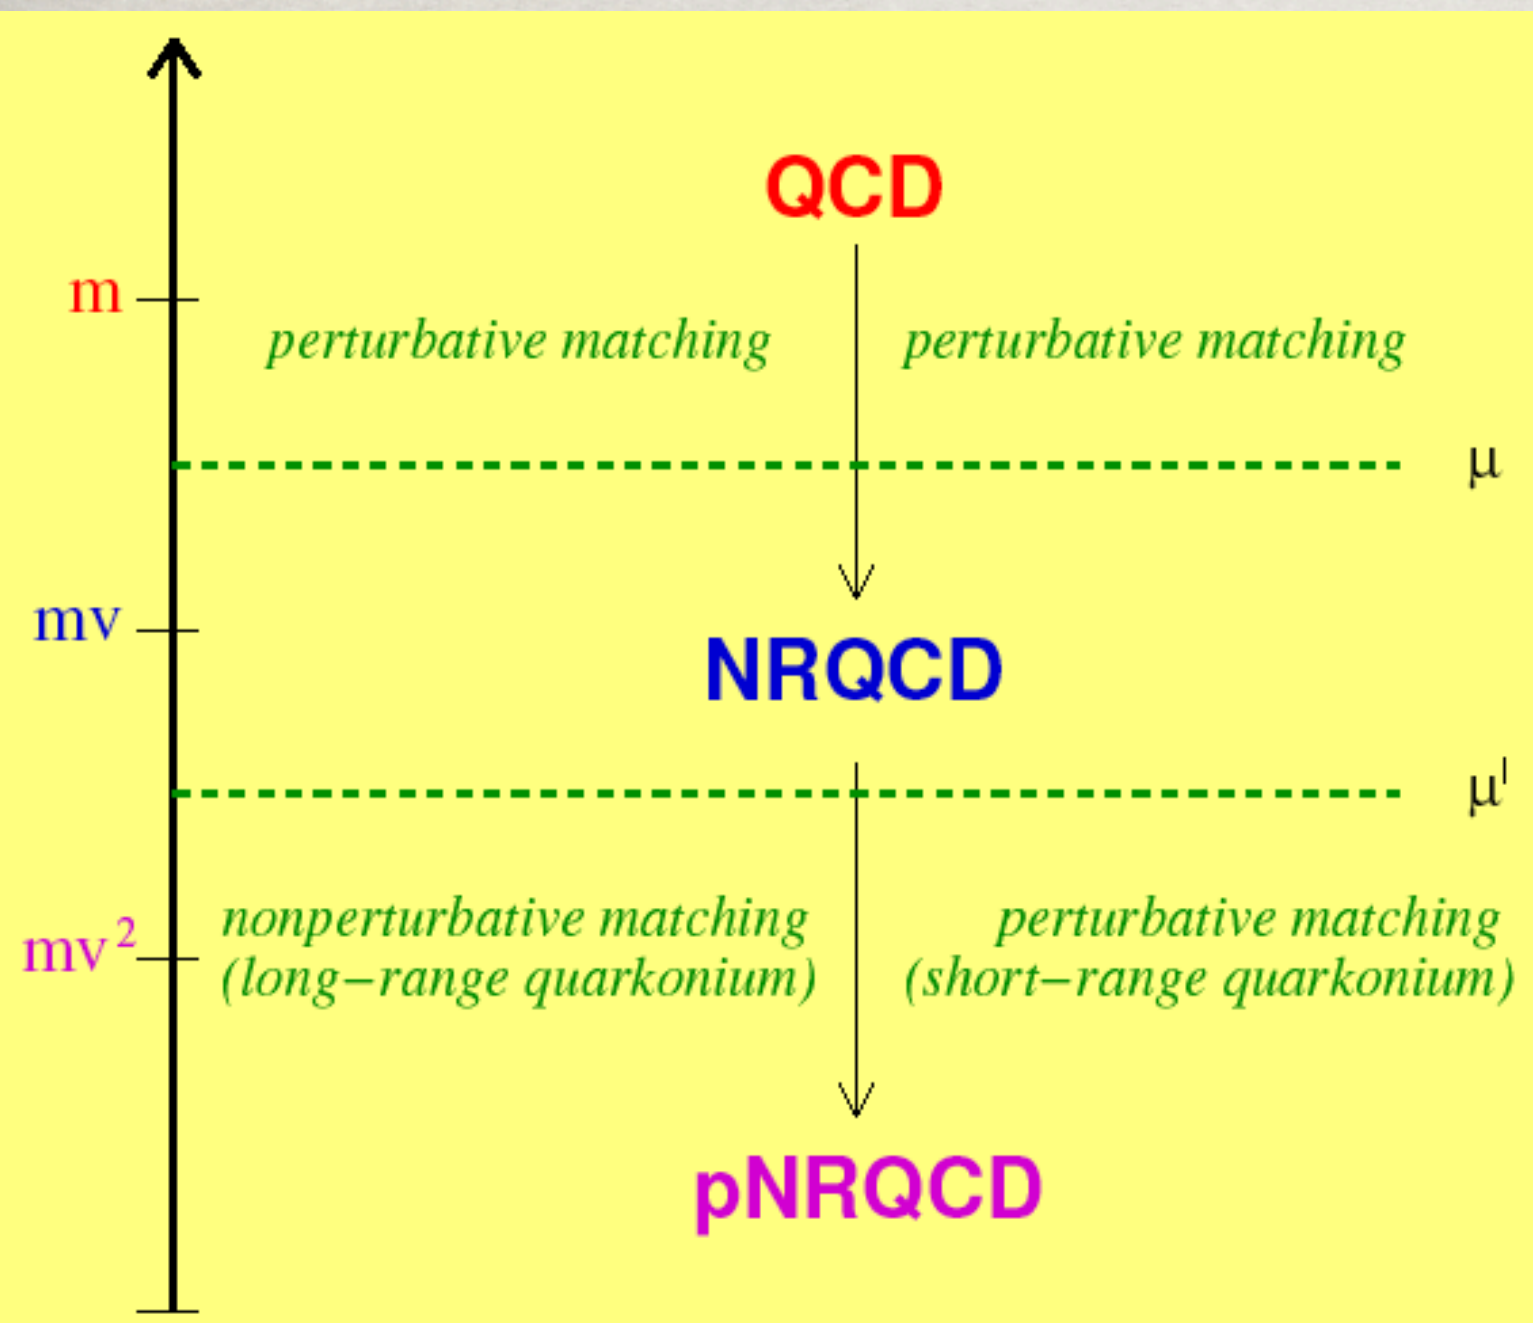 QCD
m
perturbative matching perturbative matching
μ
mv
NRQCD
μ'
nonperturbative matching perturbative matching
mv²
(long−range quarkonium) (short−range quarkonium)
pNRQCD